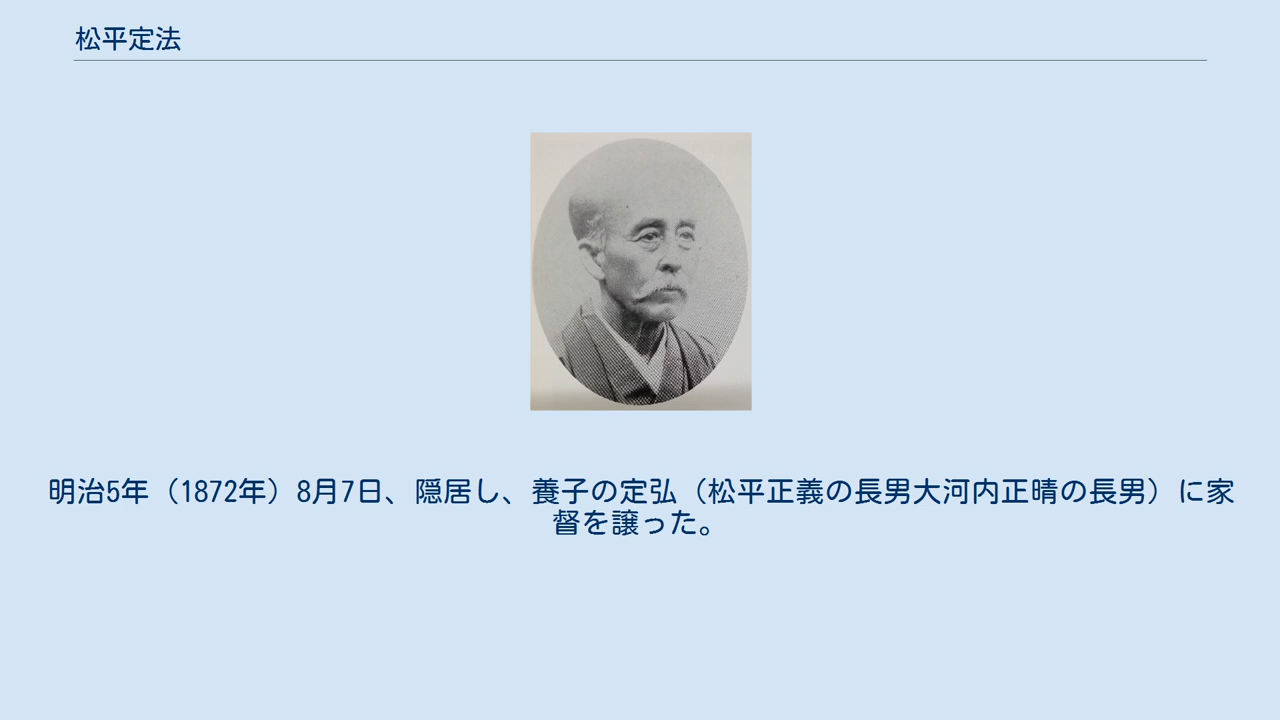 松平定法
明治5年（1872年）8月7日、隠居し、養子の定弘（松平正義の長男大河内正晴の長男）に家
督を譲った。